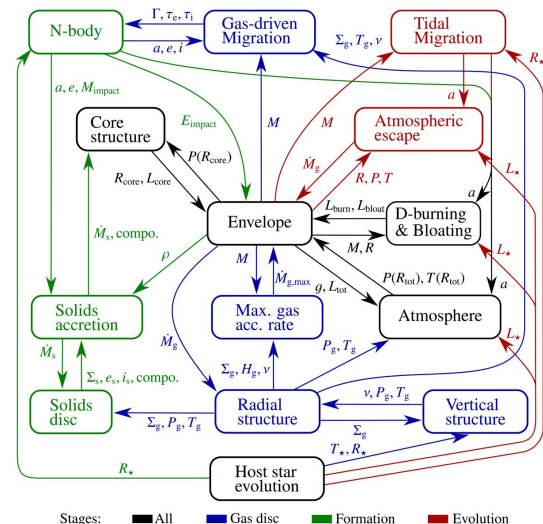 N-body
Γ, τe, τi
a, e, i
Gas-driven
Migration
Σg, Tg, ν
Tidal
Migration
R⋆
a, e, Mimpact
Eimpact
M
M
a
Core
structure
P(Rcore)
Rcore, Lcore
Atmospheric
escape
Ṁg
R, P, T
L⋆
Envelope
Lburn, Lbloat
M, R
a
D-burning
& Bloating
L⋆
Ṁs, compo.
ρ
M
Ṁg,max
g, Ltot
P(Rtot), T(Rtot)
a
Solids
accretion
Max. gas
acc. rate
Atmosphere
L⋆
Ṁs
Σs, es, is, compo.
Ṁg
Σg, Hg, ν
Pg, Tg
Solids
disc
Σg, Pg, Tg
Radial
structure
ν, Pg, Tg
Σg
Vertical
structure
T⋆, R⋆
R⋆
Host star
evolution
Stages: All Gas disc Formation Evolution